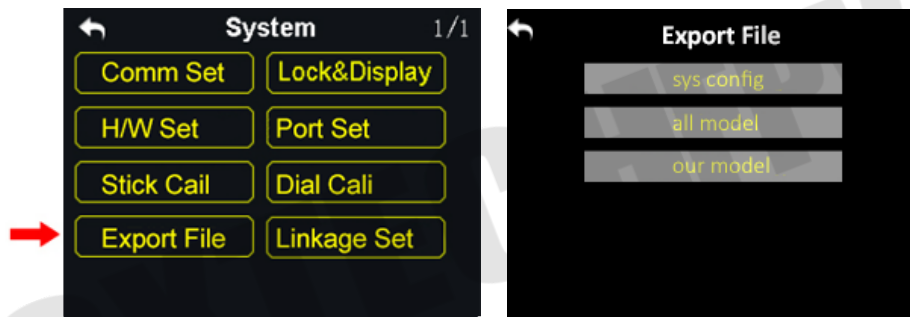 System 1/1
Comm Set Lock&Display
H/W Set Port Set
Stick Cail Dial Cali
Export File Linkage Set
Export File
sys config
all model
our model